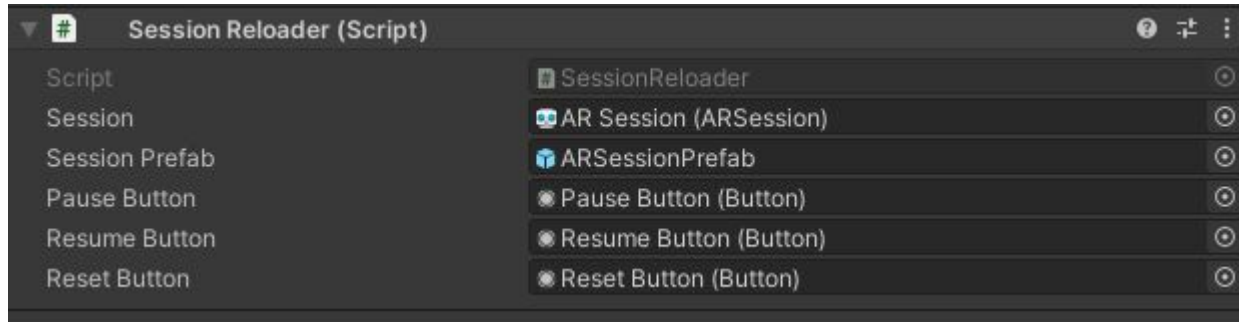 Session Reloader (Script)
Script SessionReloader
Session AR Session (ARSession)
Session Prefab ARSessionPrefab
Pause Button Pause Button (Button)
Resume Button Resume Button (Button)
Reset Button Reset Button (Button)